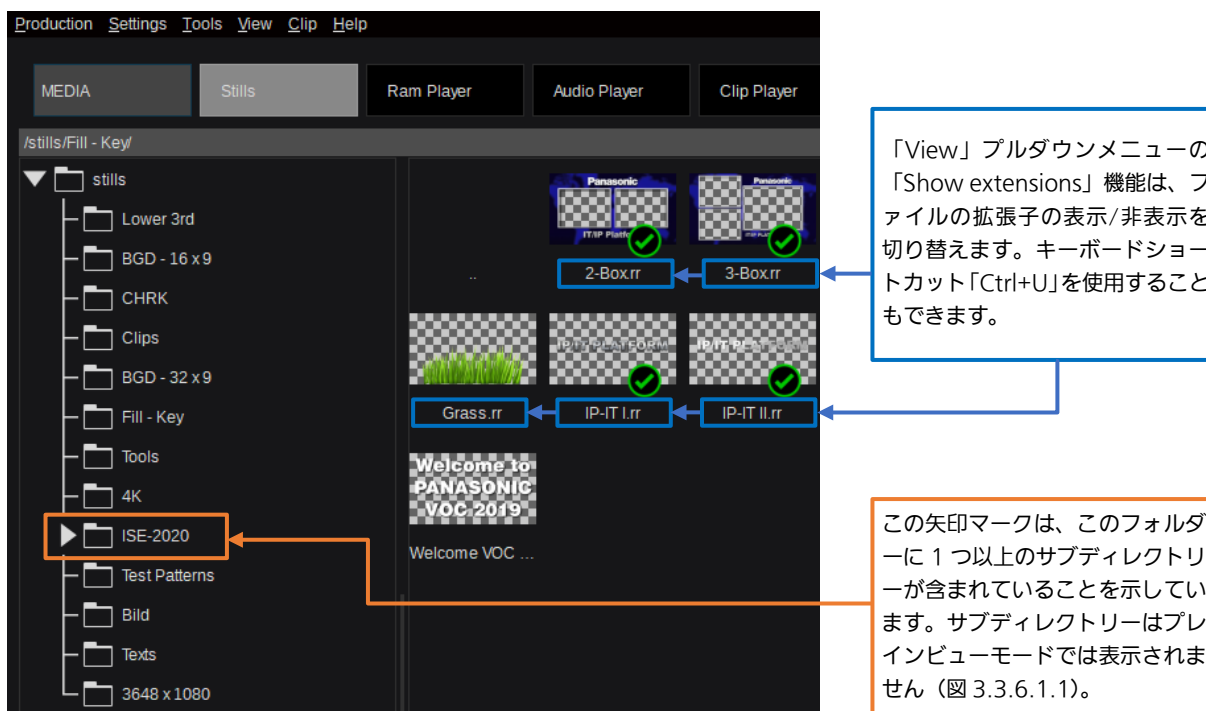 Production Settings Tools View Clip Help
MEDIA Stills Ram Player Audio Player Clip Player
/stills/Fill - Key/
stills
Lower 3rd
BGD - 16 x 9
CHRK
Clips
BGD - 32 x 9
Fill - Key
Tools
4K
ISE-2020
Test Patterns
Bild
Texts
3648 x 1080
Panasonic
IT/IP Platform
Panasonic
..
2-Box.rr
3-Box.rr
IP/IT PLATFORM
IP/IT PLATFORM
Grass.rr
IP-IT I.rr
IP-IT II.rr
Welcome to
PANASONIC
VOC 2019
Welcome VOC ...
「View」プルダウンメニューの
「Show extensions」機能は、フ
ァイルの拡張子の表示/非表示を
切り替えます。キーボードショー
トカット「Ctrl+U」を使用すること
もできます。
この矢印マークは、このフォルダ
ーに 1 つ以上のサブディレクトリ
ーが含まれていることを示してい
ます。サブディレクトリーはプレ
インビューモードでは表示されま
せん（図 3.3.6.1.1）。